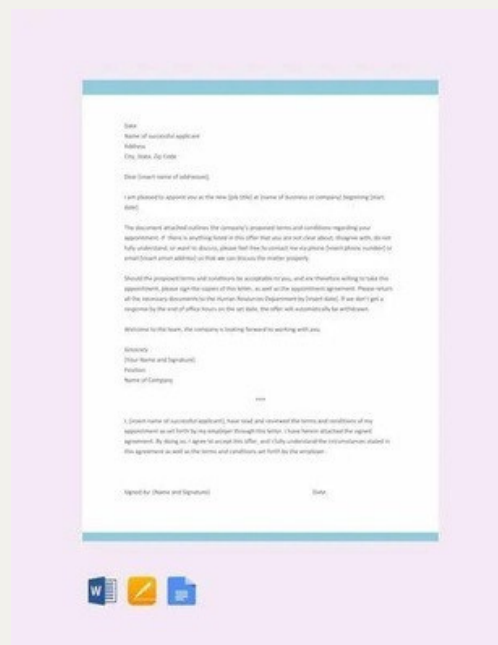 Date
Name of successful applicant
Address
City, State, Zip Code
Dear [insert name of addressee],
I am pleased to appoint you as the new [job title] at [name of business or company] beginning [start
date].
The document attached outlines the company's proposed terms and conditions regarding your
appointment. If there is anything listed in this offer that you are not clear about, disagree with, do not
fully understand, or want to discuss, please feel free to contact me via phone [insert phone number] or
email [insert email address] so that we can discuss the matter properly.
Should the proposed terms and conditions be acceptable to you, and are therefore willing to take this
appointment, please sign the copies of this letter, as well as the appointment agreement. Please return
all the necessary documents to the Human Resources Department by [insert date]. If we don't get a
response by the end of office hours on the set date, the offer will automatically be withdrawn.
Welcome to the team, the company is looking forward to working with you.
Sincerely
[Your Name and Signature]
Position
Name of Company
***
I, [insert name of successful applicant], have read and reviewed the terms and conditions of my
appointment as set forth by my employer through this letter. I have herein attached the signed
agreement. By doing so, I agree to accept this offer, and I fully understand the circumstances stated in
this agreement as well as the terms and conditions set forth by the employer.
Signed by: (Name and Signature) Date:
W